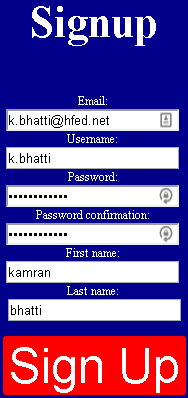 Signup
Email:
k.bhatti@hfed.net
Username:
k.bhatti
Password:
••••••••••••
Password confirmation:
••••••••••••
First name:
kamran
Last name:
bhatti
Sign Up